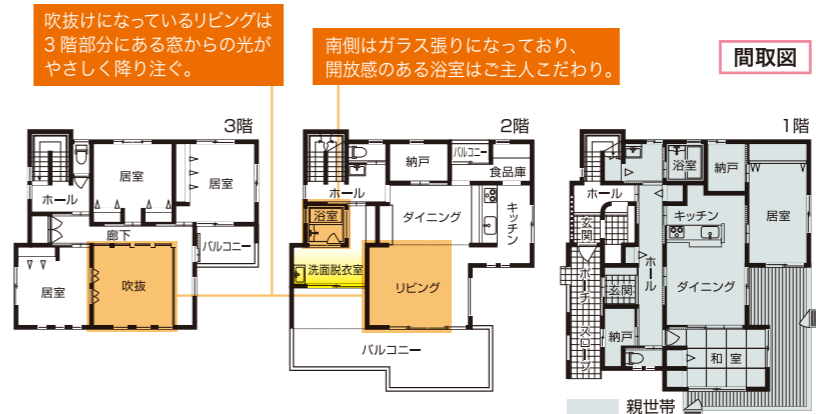 吹抜けになっているリビングは
3階部分にある窓からの光が
やさしく降り注ぐ。
南側はガラス張りになっており、
開放感のある浴室はご主人こだわり。
間取図
3階
ホール
居室
居室
廊下
バルコニー
居室
吹抜
2階
納戸
バルコニー
食品庫
ホール
浴室
ダイニング
キッチン
洗面脱衣室
リビング
バルコニー
1階
浴室
納戸
ホール
玄関
キッチン
居室
ポーチ
スロープ
玄関
ホール
ダイニング
納戸
和室
親世帯